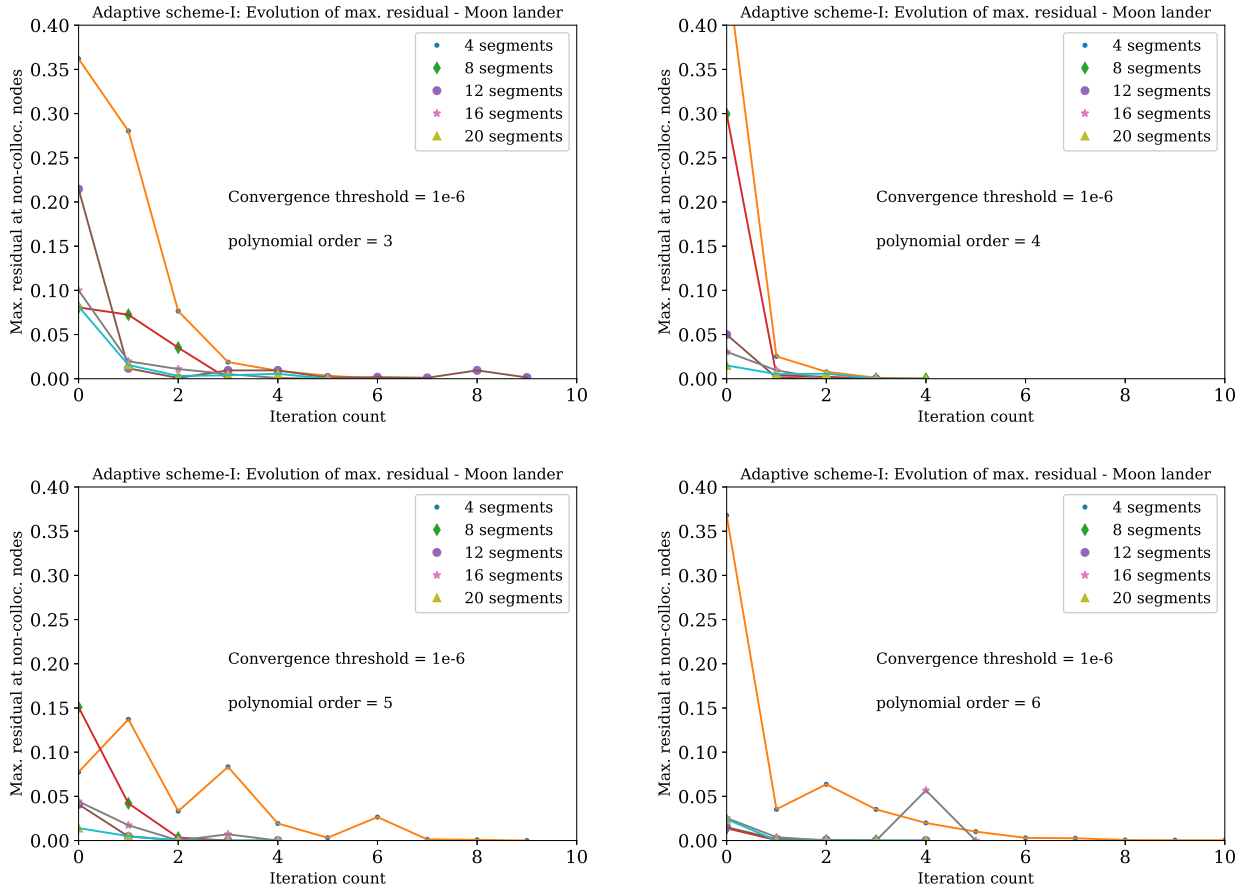 Adaptive scheme-I: Evolution of max. residual - Moon lander
Max. residual at non-colloc. nodes
0.40
0.35
0.30
0.25
0.20
0.15
0.10
0.05
0.00
4 segments
8 segments
12 segments
16 segments
20 segments
Convergence threshold = 1e-6
polynomial order = 3
0 2 4 6 8 10
Iteration count
Adaptive scheme-I: Evolution of max. residual - Moon lander
Max. residual at non-colloc. nodes
0.40
0.35
0.30
0.25
0.20
0.15
0.10
0.05
0.00
4 segments
8 segments
12 segments
16 segments
20 segments
Convergence threshold = 1e-6
polynomial order = 4
0 2 4 6 8 10
Iteration count
Adaptive scheme-I: Evolution of max. residual - Moon lander
Max. residual at non-colloc. nodes
0.40
0.35
0.30
0.25
0.20
0.15
0.10
0.05
0.00
4 segments
8 segments
12 segments
16 segments
20 segments
Convergence threshold = 1e-6
polynomial order = 5
0 2 4 6 8 10
Iteration count
Adaptive scheme-I: Evolution of max. residual - Moon lander
Max. residual at non-colloc. nodes
0.40
0.35
0.30
0.25
0.20
0.15
0.10
0.05
0.00
4 segments
8 segments
12 segments
16 segments
20 segments
Convergence threshold = 1e-6
polynomial order = 6
0 2 4 6 8 10
Iteration count